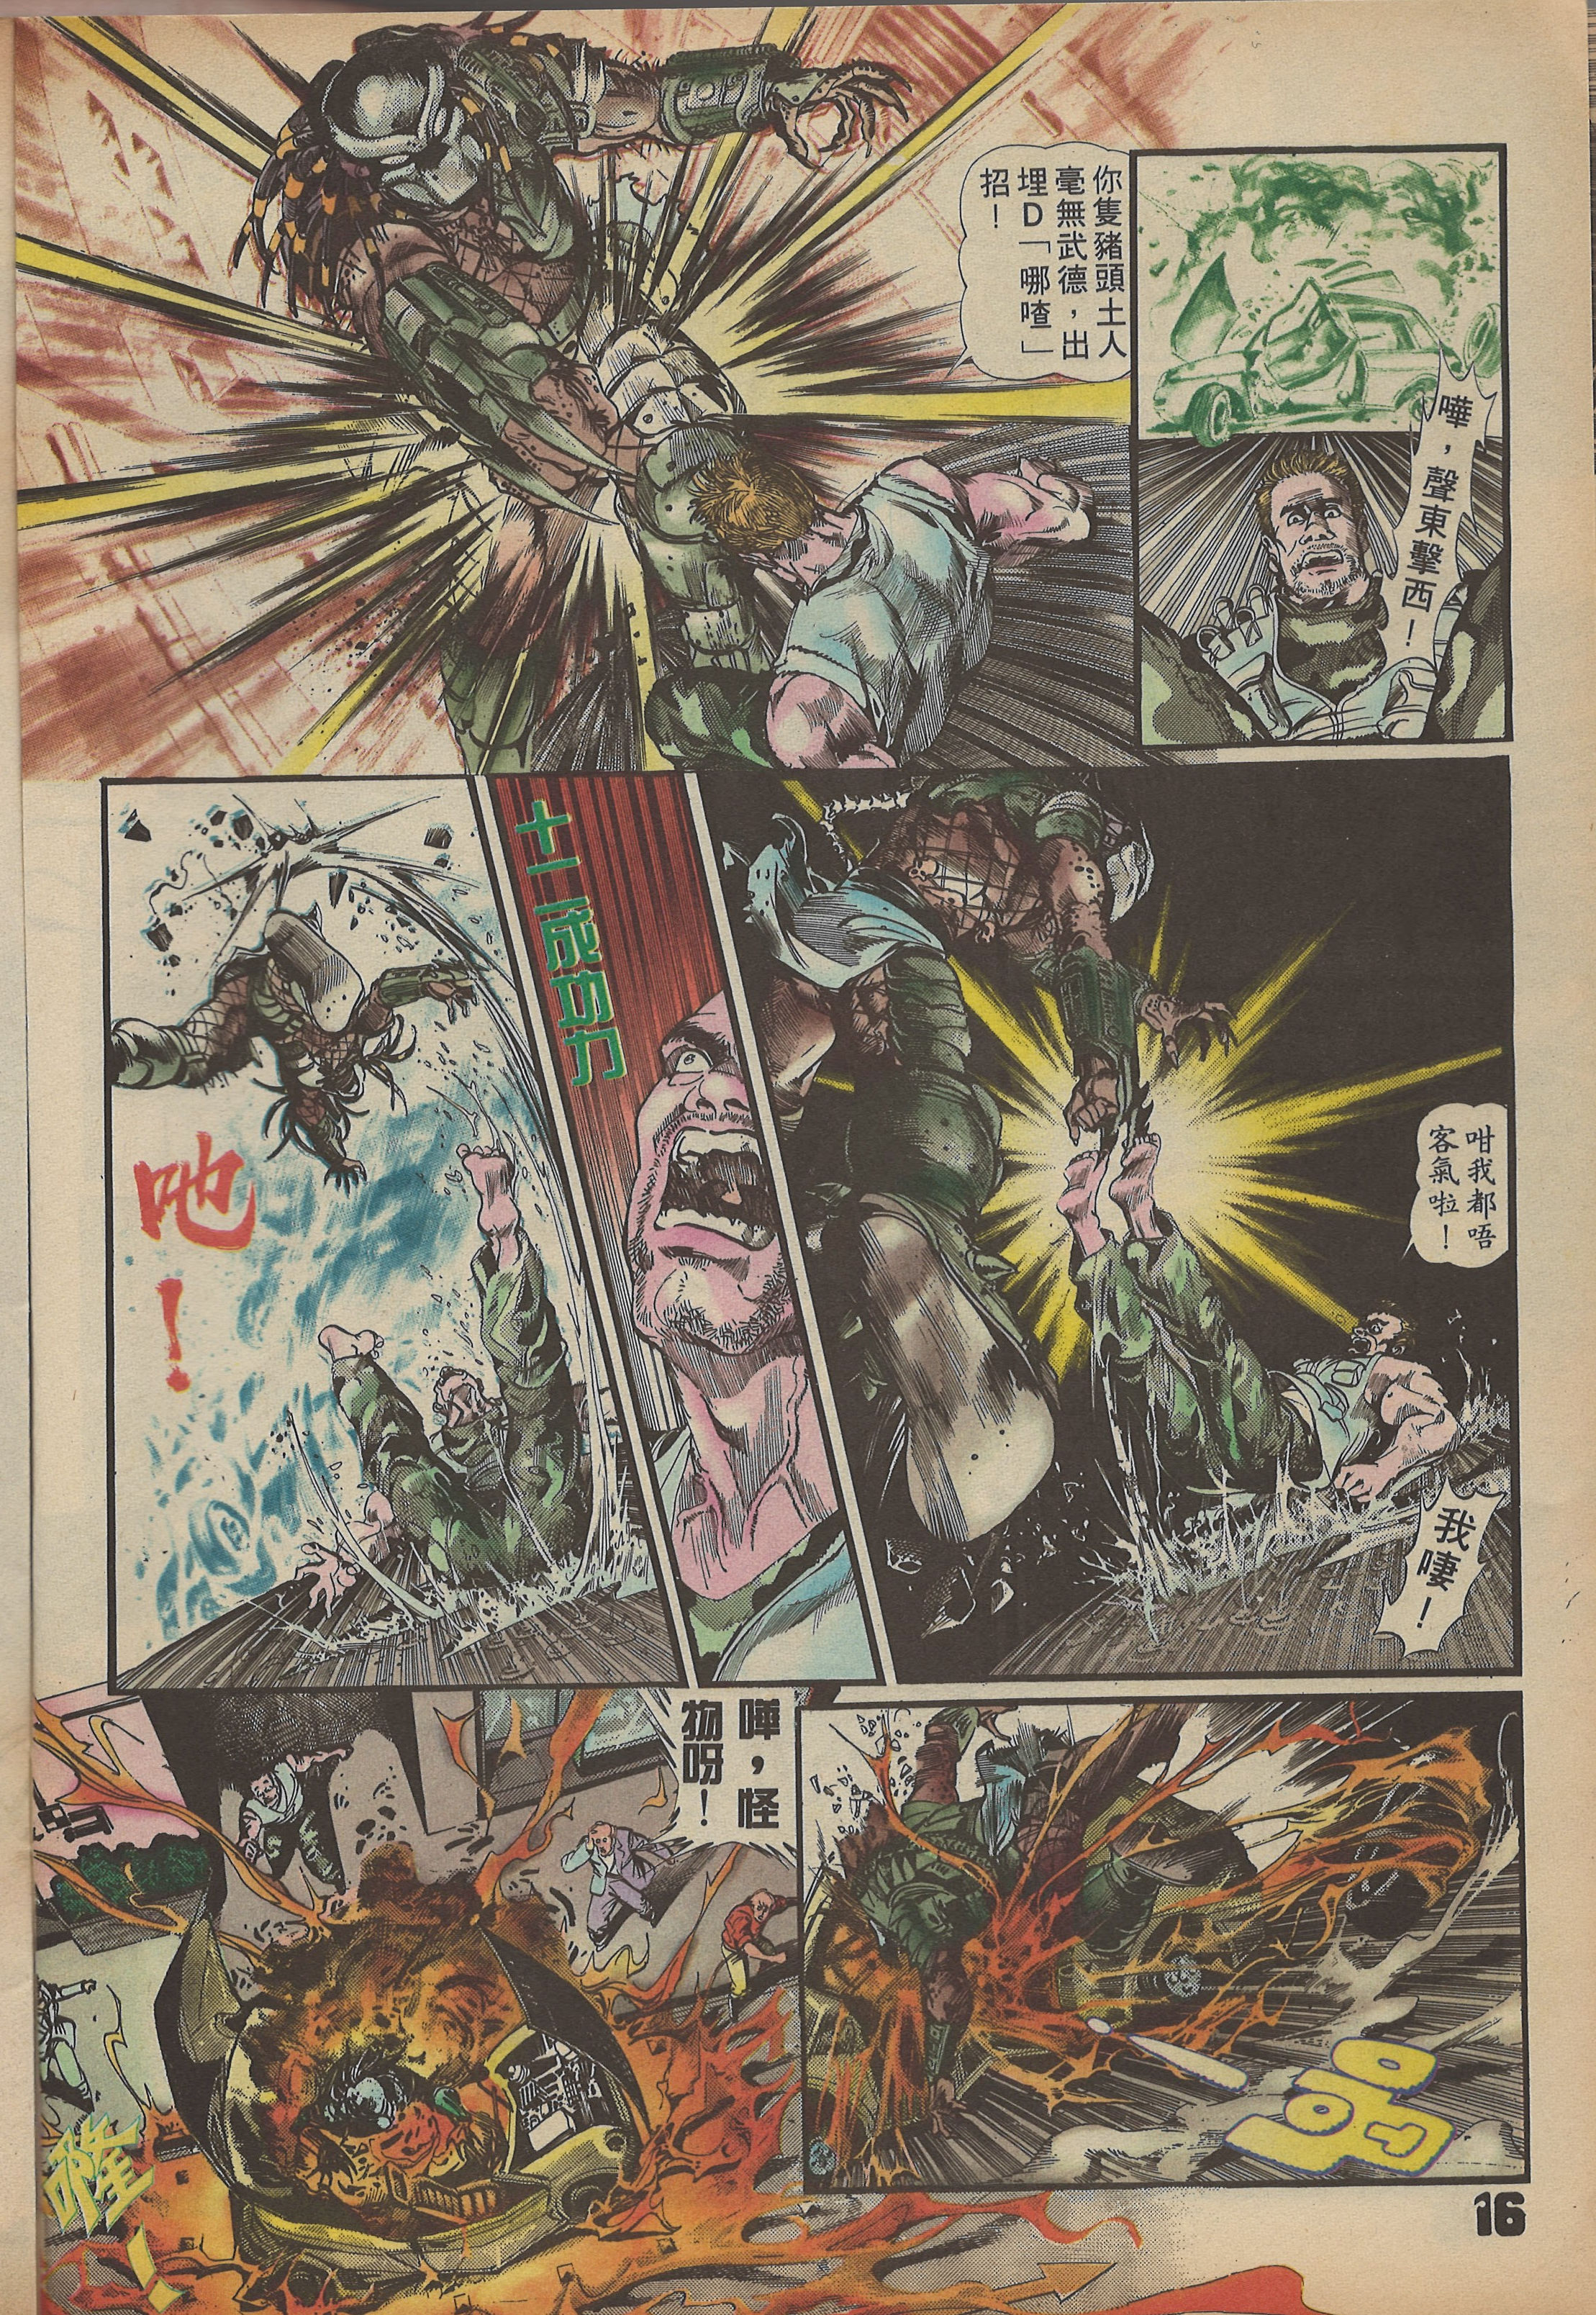 嘩，聲東擊西！
你隻豬頭土人
毫無武德，出
埋D「哪喳」
招！
咁我都唔
客氣啦！
我嘍！
十二成功力
吔！
嘩，怪
物呀！
16